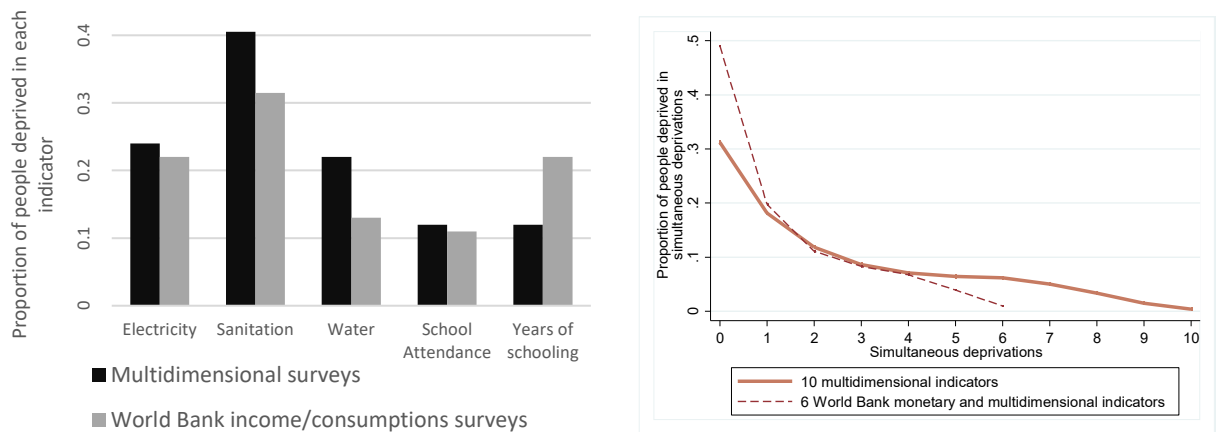 Proportion of people deprived in each
indicator
0.4
0.3
0.2
0.1
0
Electricity
Sanitation
Water
School
Attendance
Years of
schooling
Multidimensional surveys
World Bank income/consumptions surveys
Proportion of people deprived in
simultaneous deprivations
.5
.4
.3
.2
.1
0
0 1 2 3 4 5 6 7 8 9 10
Simultaneous deprivations
10 multidimensional indicators
6 World Bank monetary and multidimensional indicators